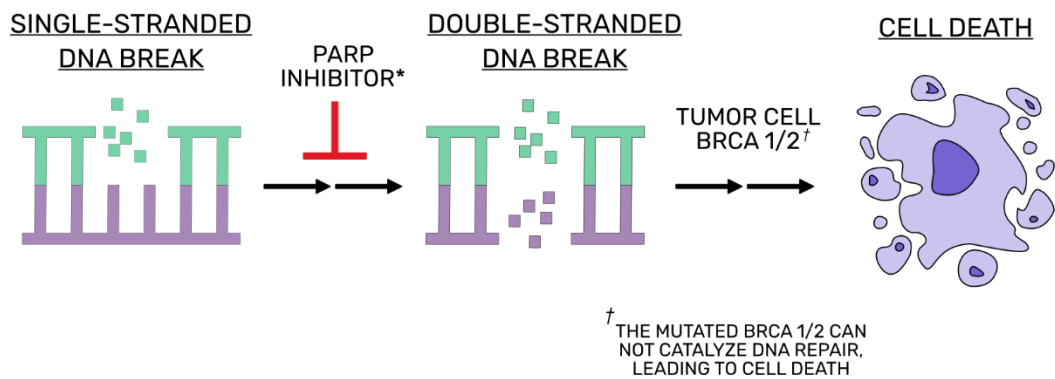 SINGLE-STRANDED
DNA BREAK
PARP
INHIBITOR*
DOUBLE-STRANDED
DNA BREAK
TUMOR CELL
BRCA 1/2†
CELL DEATH
† THE MUTATED BRCA 1/2 CAN
NOT CATALYZE DNA REPAIR,
LEADING TO CELL DEATH